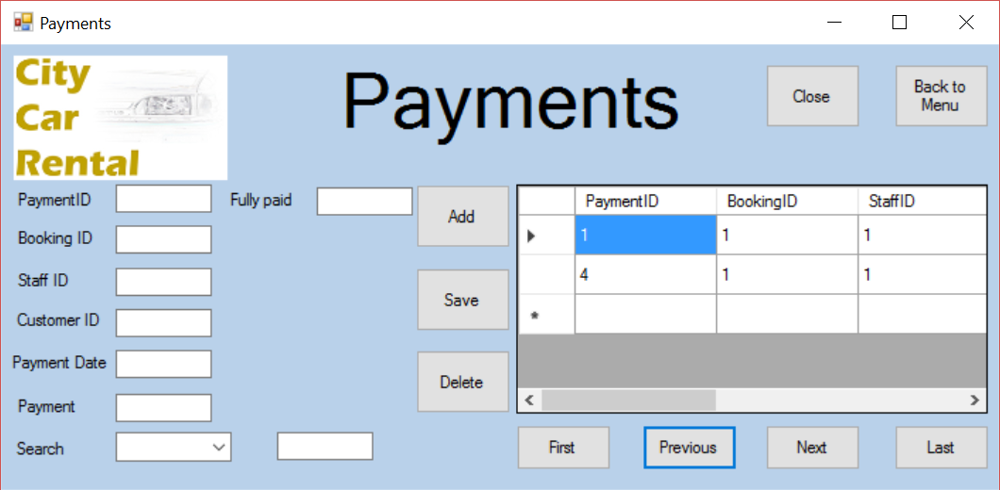 Payments
City
Car
Rental
Payments
Close
Back to
Menu
PaymentID
Fully paid
Booking ID
Staff ID
Customer ID
Payment Date
Payment
Search
Add
Save
Delete
PaymentID BookingID StaffID
1 1 1
4 1 1
*
First Previous Next Last